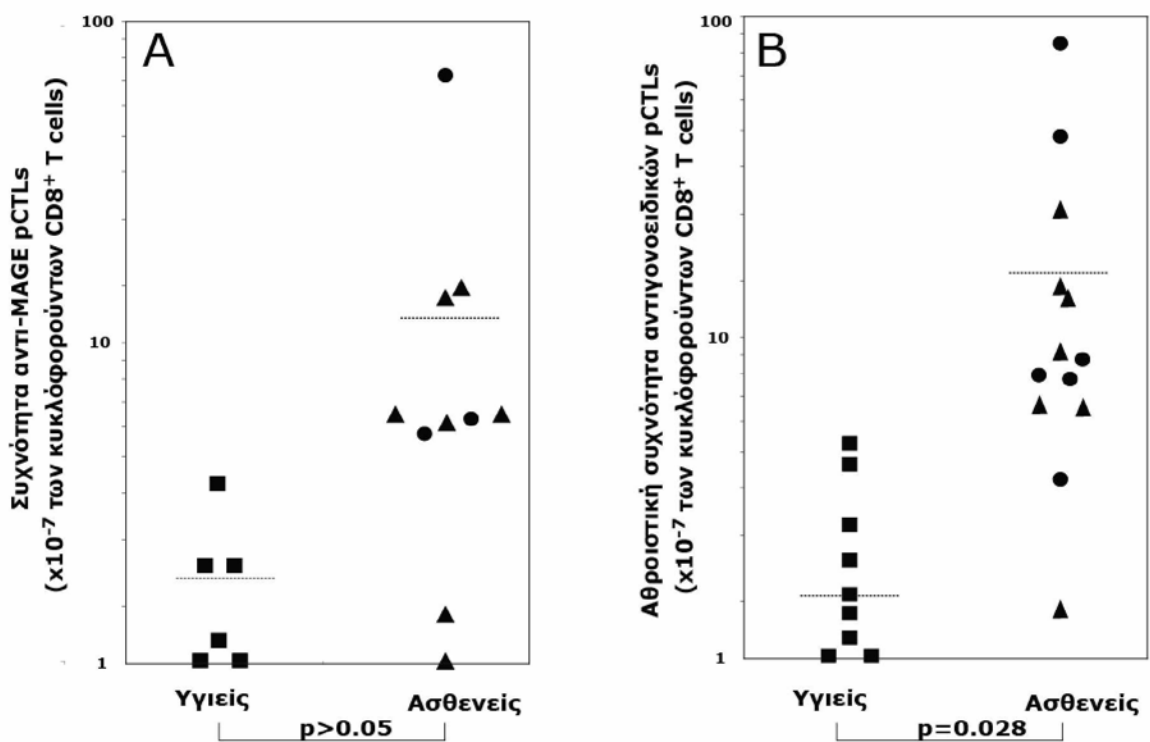 A
Συχνότητα αντι-MAGE pCTLs
(x10⁻⁷ των κυκλόφορούντων CD8⁺ T cells)
100
10
1
Υγιείς
Ασθενείς
p>0.05
B
Αθροιστική συχνότητα αντιγονοειδικών pCTLs
(x10⁻⁷ των κυκλοφορούντων CD8⁺ T cells)
100
10
1
Υγιείς
Ασθενείς
p=0.028